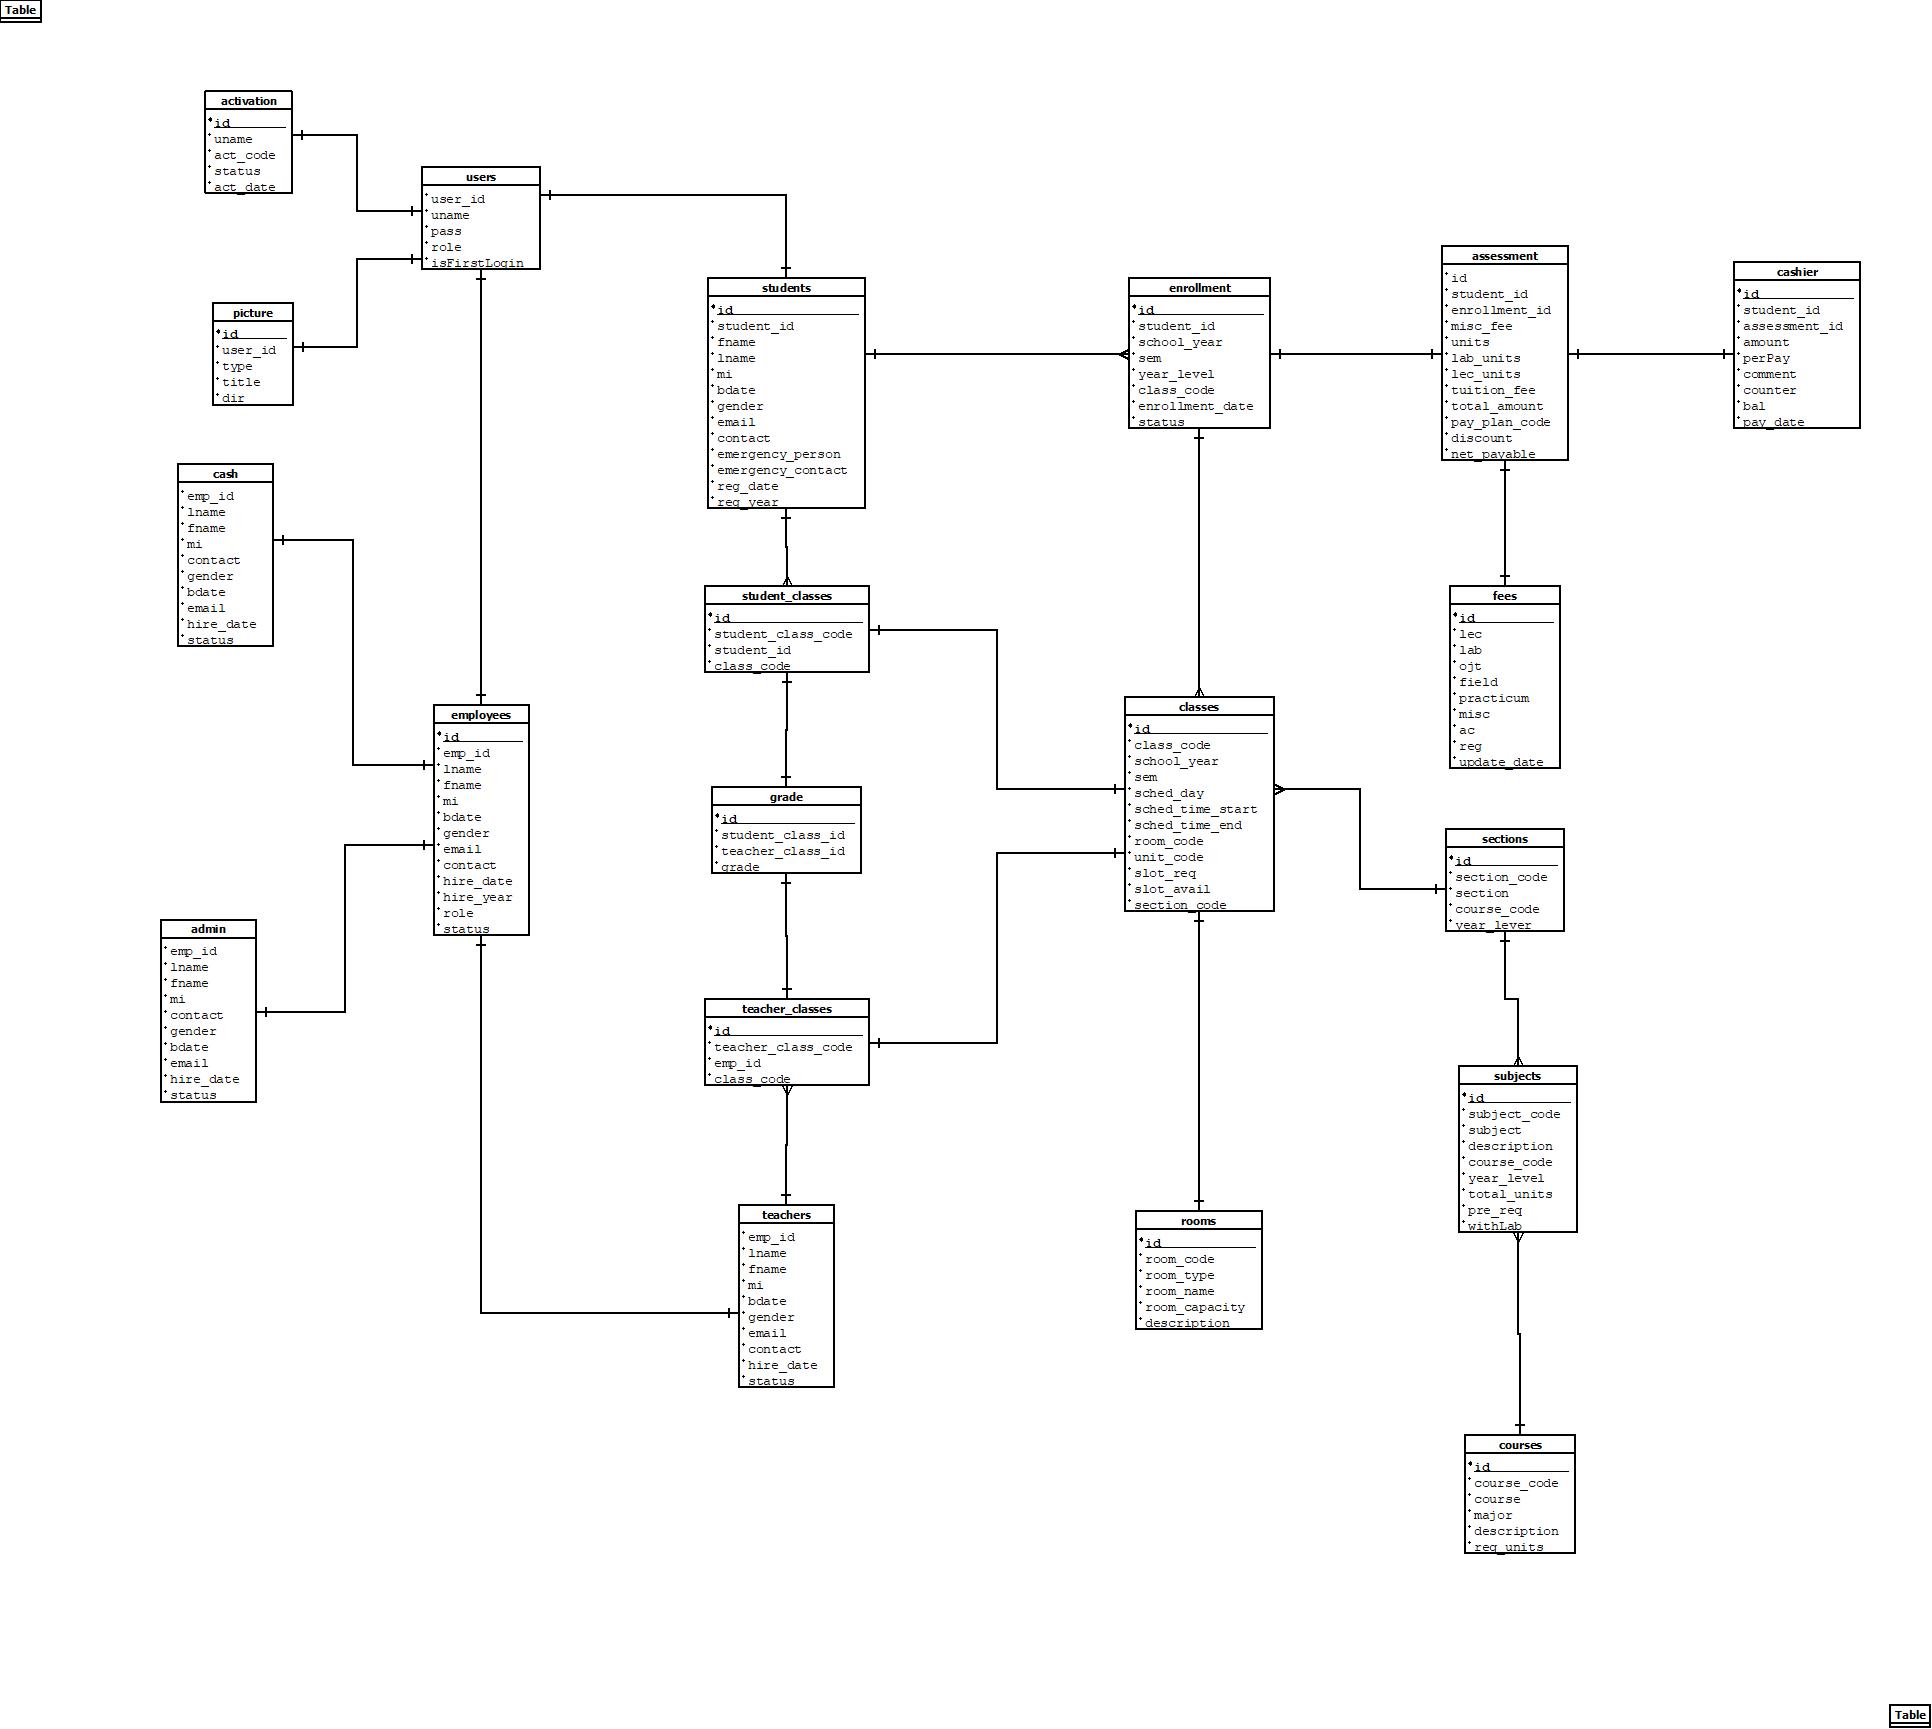 Table
activation
id
uname
act_code
status
act_date
users
user_id
uname
pass
role
isFirstLogin
picture
id
user_id
type
title
dir
students
id
student_id
fname
lname
mi
bdate
gender
email
contact
emergency_person
emergency_contact
reg_date
reg_year
enrollment
id
student_id
school_year
sem
year_level
class_code
enrollment_date
status
assessment
id
student_id
enrollment_id
misc_fee
units
lab_units
lec_units
tuition_fee
total_amount
pay_plan_code
discount
net_payable
cashier
id
student_id
assessment_id
amount
perPay
comment
counter
bal
pay_date
cash
emp_id
lname
fname
mi
contact
gender
bdate
email
hire_date
status
student_classes
id
student_class_code
student_id
class_code
fees
id
lec
lab
ojt
field
practicum
misc
ac
reg
update_date
employees
id
emp_id
lname
fname
mi
bdate
gender
email
contact
hire_date
hire_year
role
status
grade
id
student_class_id
teacher_class_id
grade
classes
id
class_code
school_year
sem
sched_day
sched_time_start
sched_time_end
room_code
unit_code
slot_req
slot_avail
section_code
sections
id
section_code
section
course_code
year_lever
admin
emp_id
lname
fname
mi
contact
gender
bdate
email
hire_date
status
teacher_classes
id
teacher_class_code
emp_id
class_code
subjects
id
subject_code
subject
description
course_code
year_level
total_units
pre_req
withLab
teachers
emp_id
lname
fname
mi
bdate
gender
email
contact
hire_date
status
rooms
id
room_code
room_type
room_name
room_capacity
description
courses
id
course_code
course
major
description
req_units
Table